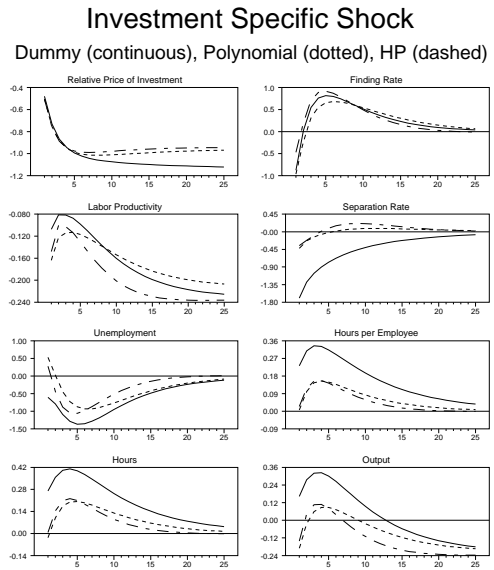 Investment Specific Shock
Dummy (continuous), Polynomial (dotted), HP (dashed)
Relative Price of Investment
-0.4
-0.6
-0.8
-1.0
-1.2
5 10 15 20 25
Finding Rate
1.0
0.5
0.0
-0.5
-1.0
5 10 15 20 25
Labor Productivity
-0.080
-0.120
-0.160
-0.200
-0.240
5 10 15 20 25
Separation Rate
0.45
-0.00
-0.45
-0.90
-1.35
-1.80
5 10 15 20 25
Unemployment
1.00
0.50
0.00
-0.50
-1.00
-1.50
5 10 15 20 25
Hours per Employee
0.36
0.27
0.18
0.09
0.00
-0.09
5 10 15 20 25
Hours
0.42
0.28
0.14
0.00
-0.14
5 10 15 20 25
Output
0.36
0.24
0.12
0.00
-0.12
-0.24
5 10 15 20 25